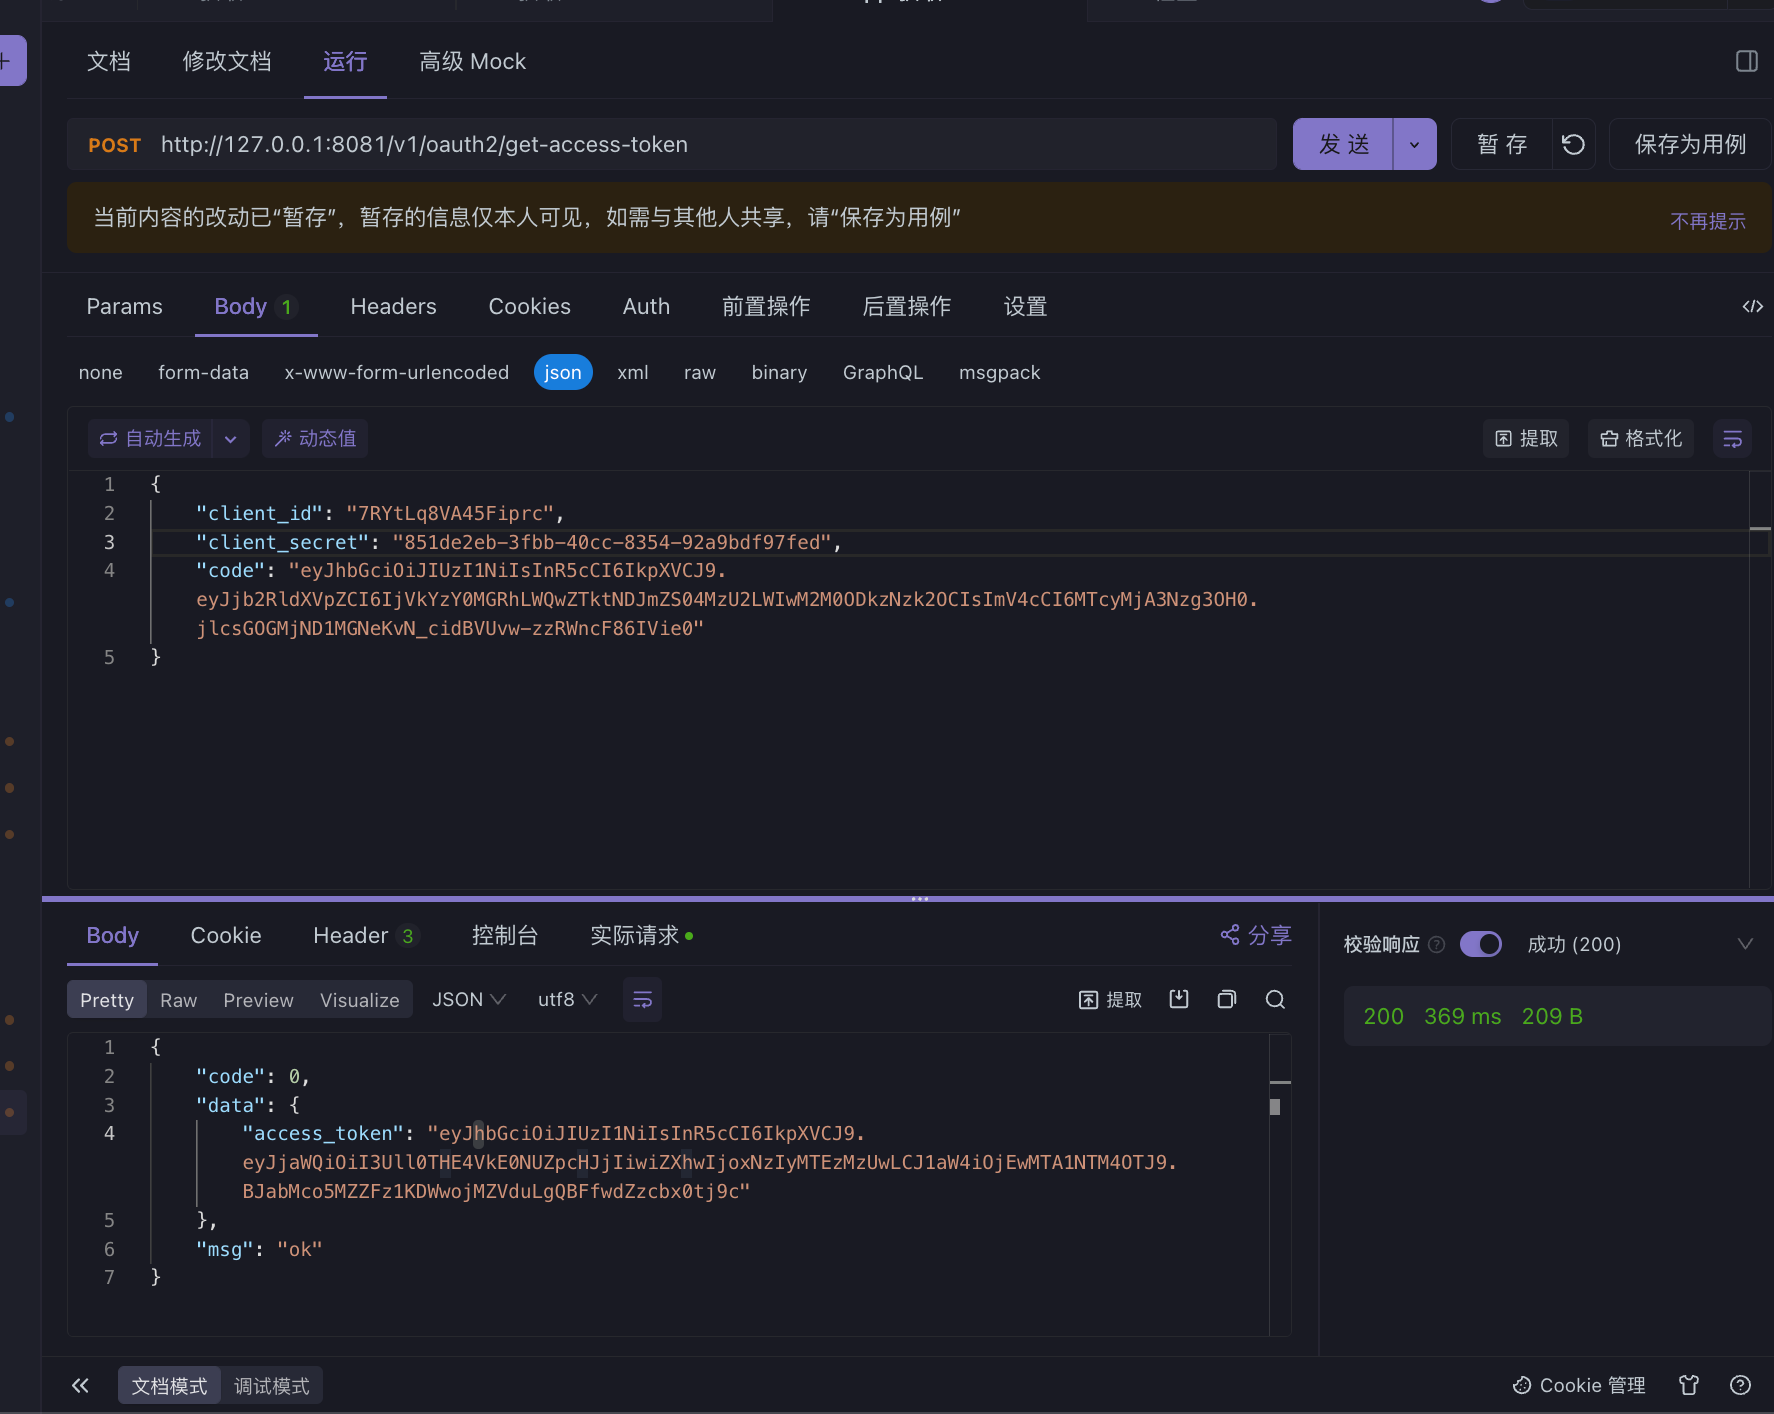 文档 修改文档 运行 高级 Mock
POST http://127.0.0.1:8081/v1/oauth2/get-access-token 发 送 暂 存 保存为用例
当前内容的改动已“暂存”，暂存的信息仅本人可见，如需与其他人共享，请“保存为用例” 不再提示
Params Body 1 Headers Cookies Auth 前置操作 后置操作 设置
none form-data x-www-form-urlencoded json xml raw binary GraphQL msgpack
自动生成 动态值 提取 格式化
1 {
2 "client_id": "7RYtLq8VA45Fiprc",
3 "client_secret": "851de2eb-3fbb-40cc-8354-92a9bdf97fed",
4 "code": "eyJhbGciOiJIUzI1NiIsInR5cCI6IkpXVCJ9.
eyJjb2RldXVpZCI6IjVkYzY0MGRhLWQwZTktNDJmZS04MzU2LWIwM2M0ODkzNzk2OCIsImV4cCI6MTcyMjA3Nzg3OH0.
jlcsGOGMjND1MGNeKvN_cidBVUvw-zzRWncF86IVie0"
5 }
Body Cookie Header 3 控制台 实际请求 分享
校验响应 成功 (200)
Pretty Raw Preview Visualize JSON utf8 提取
200 369 ms 209 B
1 {
2 "code": 0,
3 "data": {
4 "access_token": "eyJhbGciOiJIUzI1NiIsInR5cCI6IkpXVCJ9.
eyJjaWQiOiI3Ull0THE4VkE0NUZpcHJjIiwiZXhwIjoxNzIyMTEzMzUwLCJ1aW4iOjEwMTA1NTM4OTJ9.
BJabMco5MZZFz1KDWwojMZVduLgQBFfwdZzcbx0tj9c"
5 },
6 "msg": "ok"
7 }
文档模式 调试模式 Cookie 管理